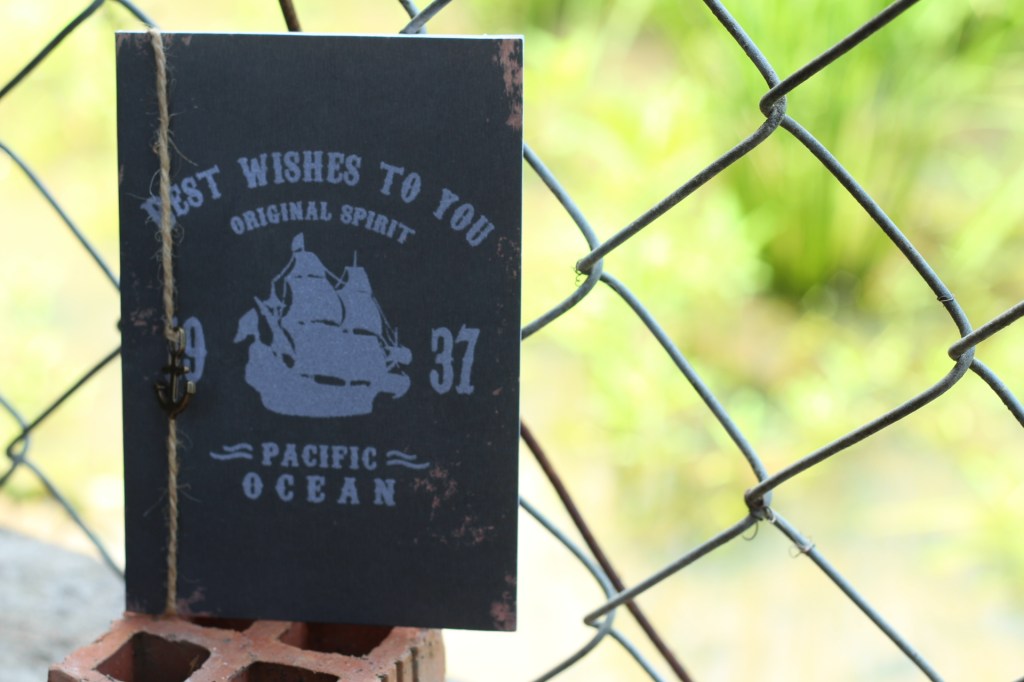 BEST WISHES TO YOU
ORIGINAL SPIRIT
9 37
PACIFIC
OCEAN